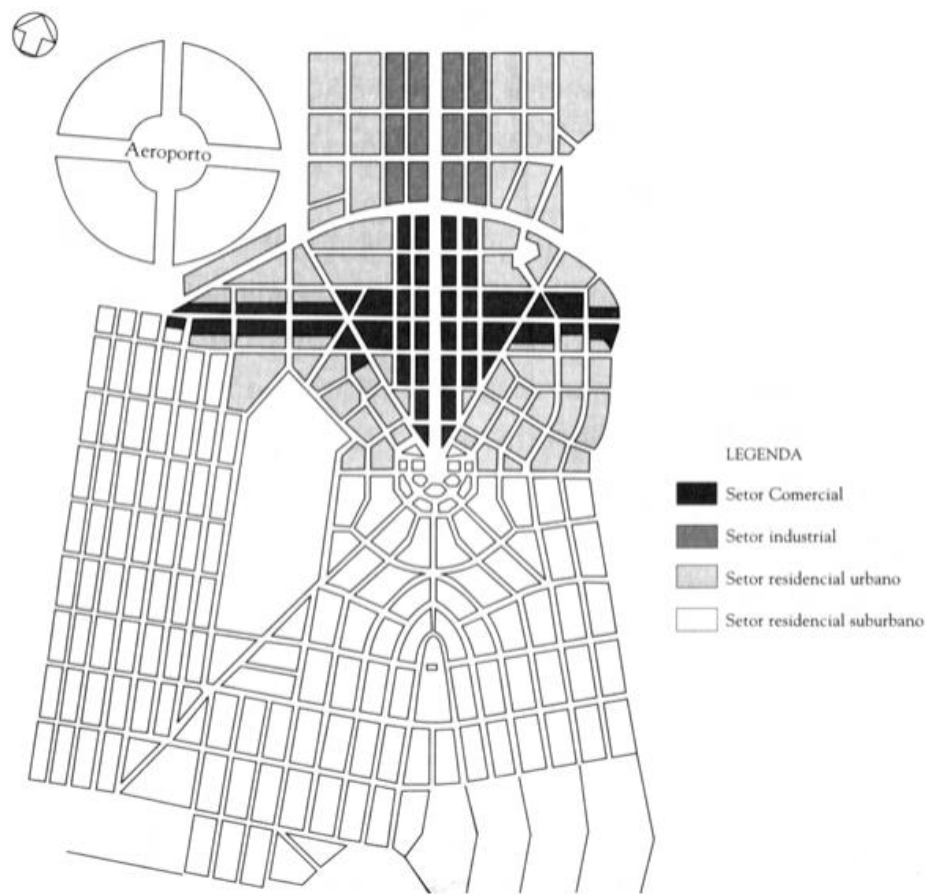 Aeroporto
LEGENDA
Setor Comercial
Setor industrial
Setor residencial urbano
Setor residencial suburbano